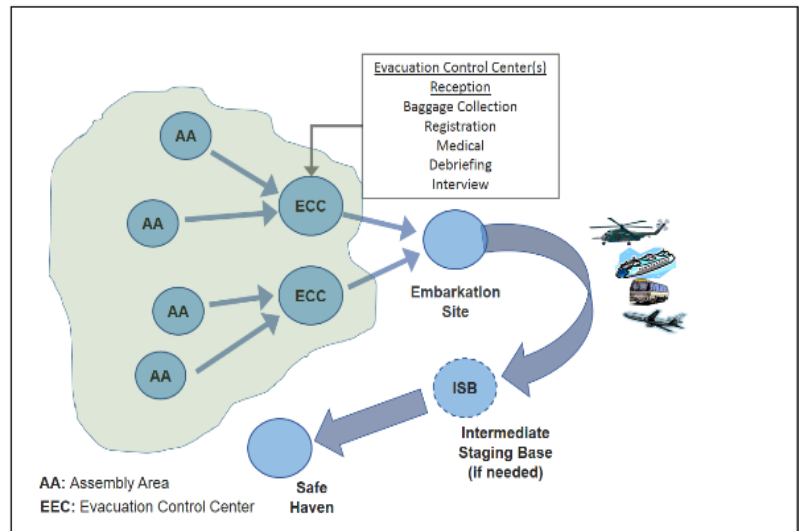 Evacuation Control Center(s)
Reception
Baggage Collection
Registration
Medical
Debriefing
Interview
AA
AA
AA
AA
ECC
ECC
Embarkation
Site
ISB
Intermediate
Staging Base
(If needed)
Safe
Haven
AA: Assembly Area
EEC: Evacuation Control Center